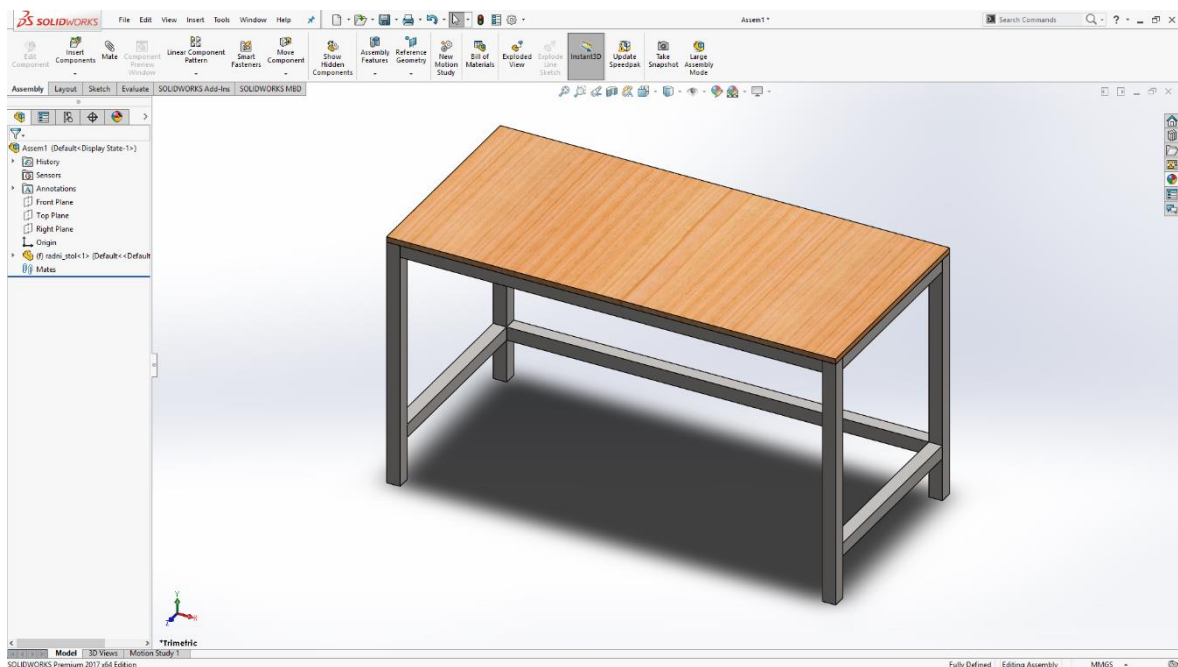 SOLIDWORKS File Edit View Insert Tools Window Help Assem1 * Search Commands
Edit Component
Insert Components
Mate
Component Preview Window
Linear Component Pattern
Smart Fasteners
Move Component
Show Hidden Components
Assembly Features
Reference Geometry
New Motion Study
Bill of Materials
Exploded View
Explode Line Sketch
Instant3D
Update Speedpak
Take Snapshot
Large Assembly Mode
Assembly Layout Sketch Evaluate SOLIDWORKS Add-Ins SOLIDWORKS MBD
Assem1 (Default<Display State-1>)
History
Sensors
Annotations
Front Plane
Top Plane
Right Plane
Origin
(f) radni_stol<1> (Default<<Default
Mates
Y
X
Z
*Trimetric
Model 3D Views Motion Study 1
SOLIDWORKS Premium 2017 x64 Edition Fully Defined Editing Assembly MMGS